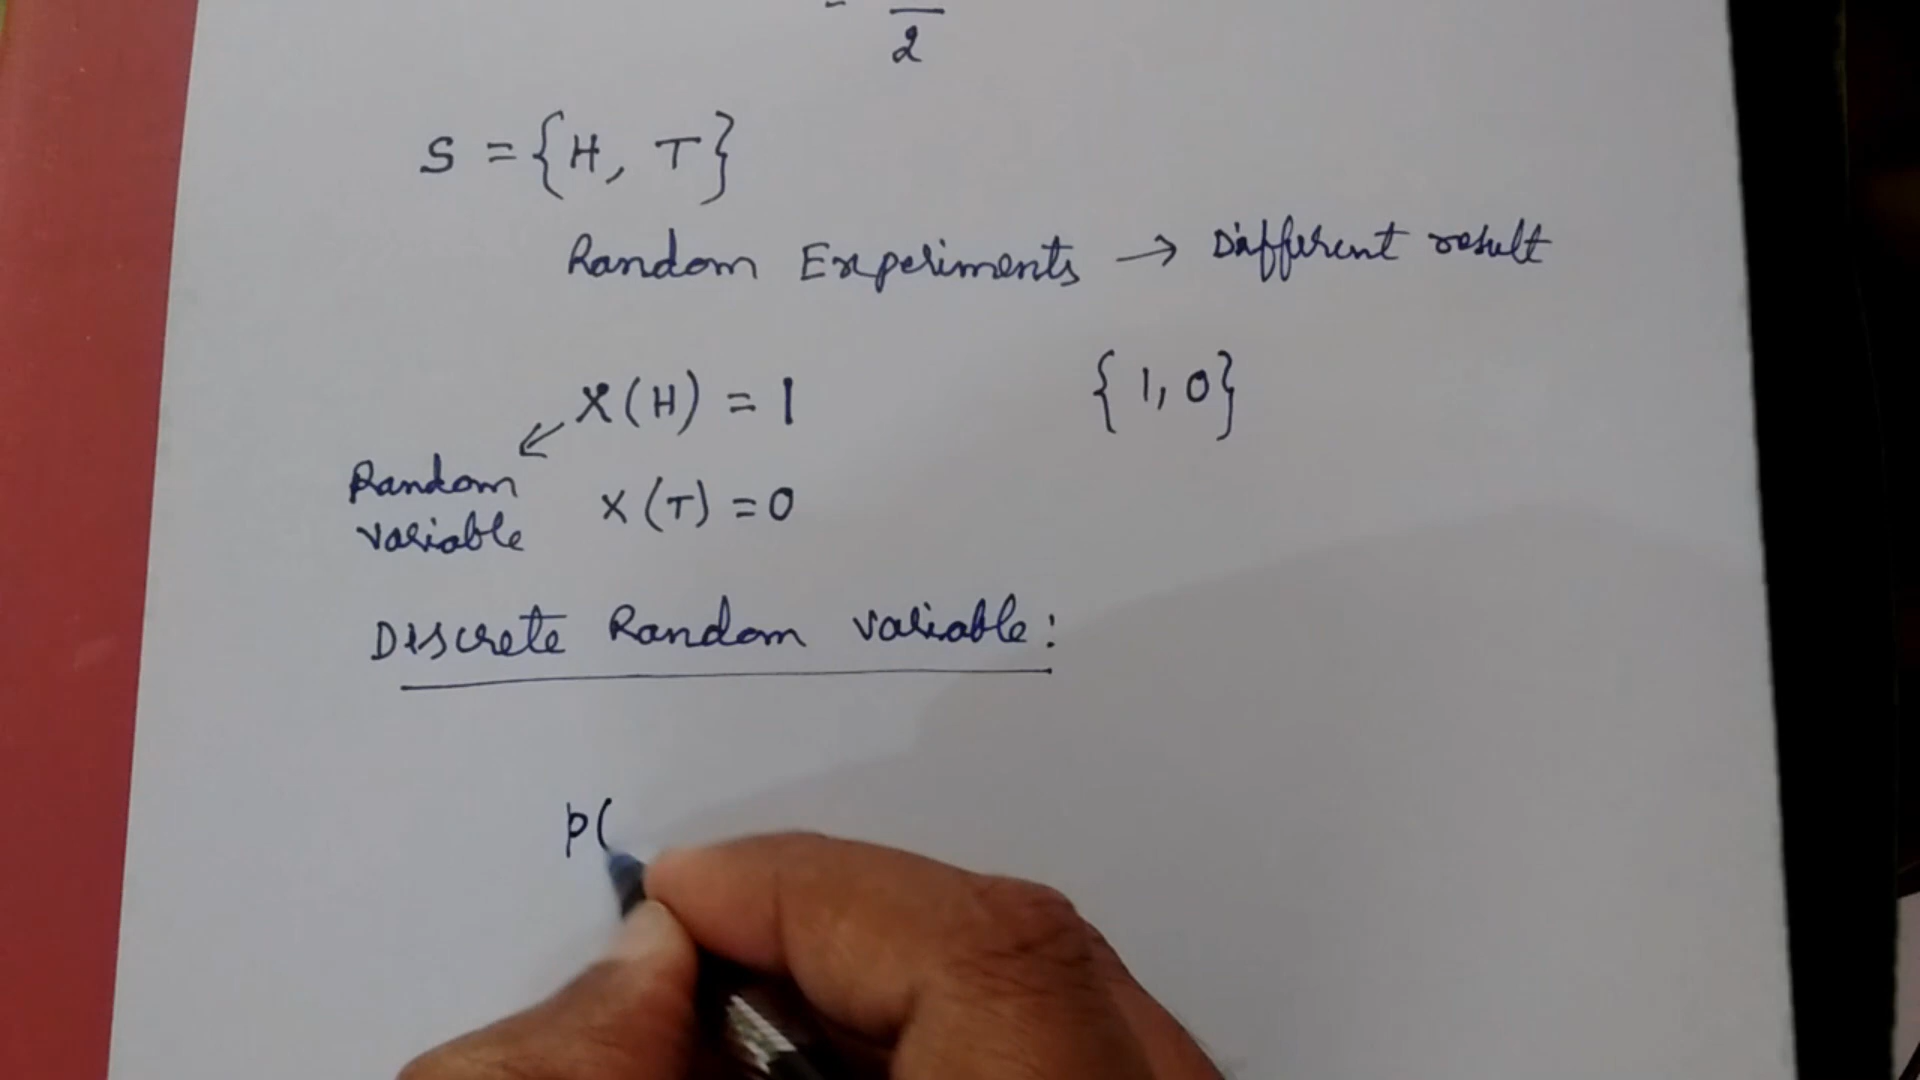 - —
2
S = {H, T}
Random Experiments → Different result
X(H) = 1 {1, 0}
Random variable
X(T) = 0
Discrete Random variable:
P(